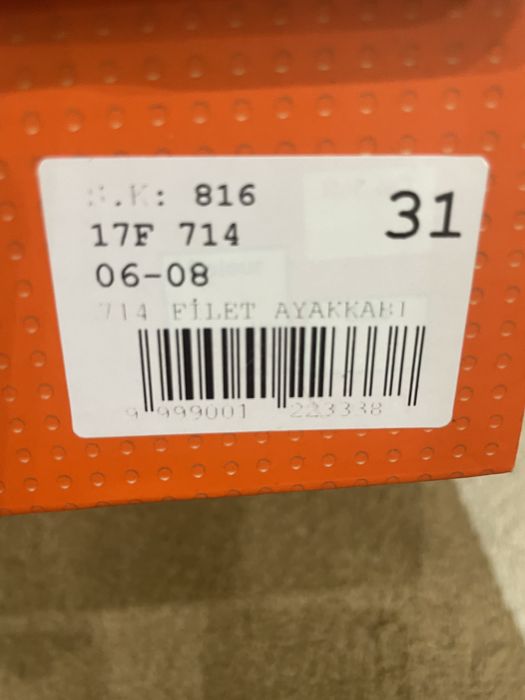 .K: 816
31
17F 714
06-08
714 FİLET AYAKKABI
9 999001 223338